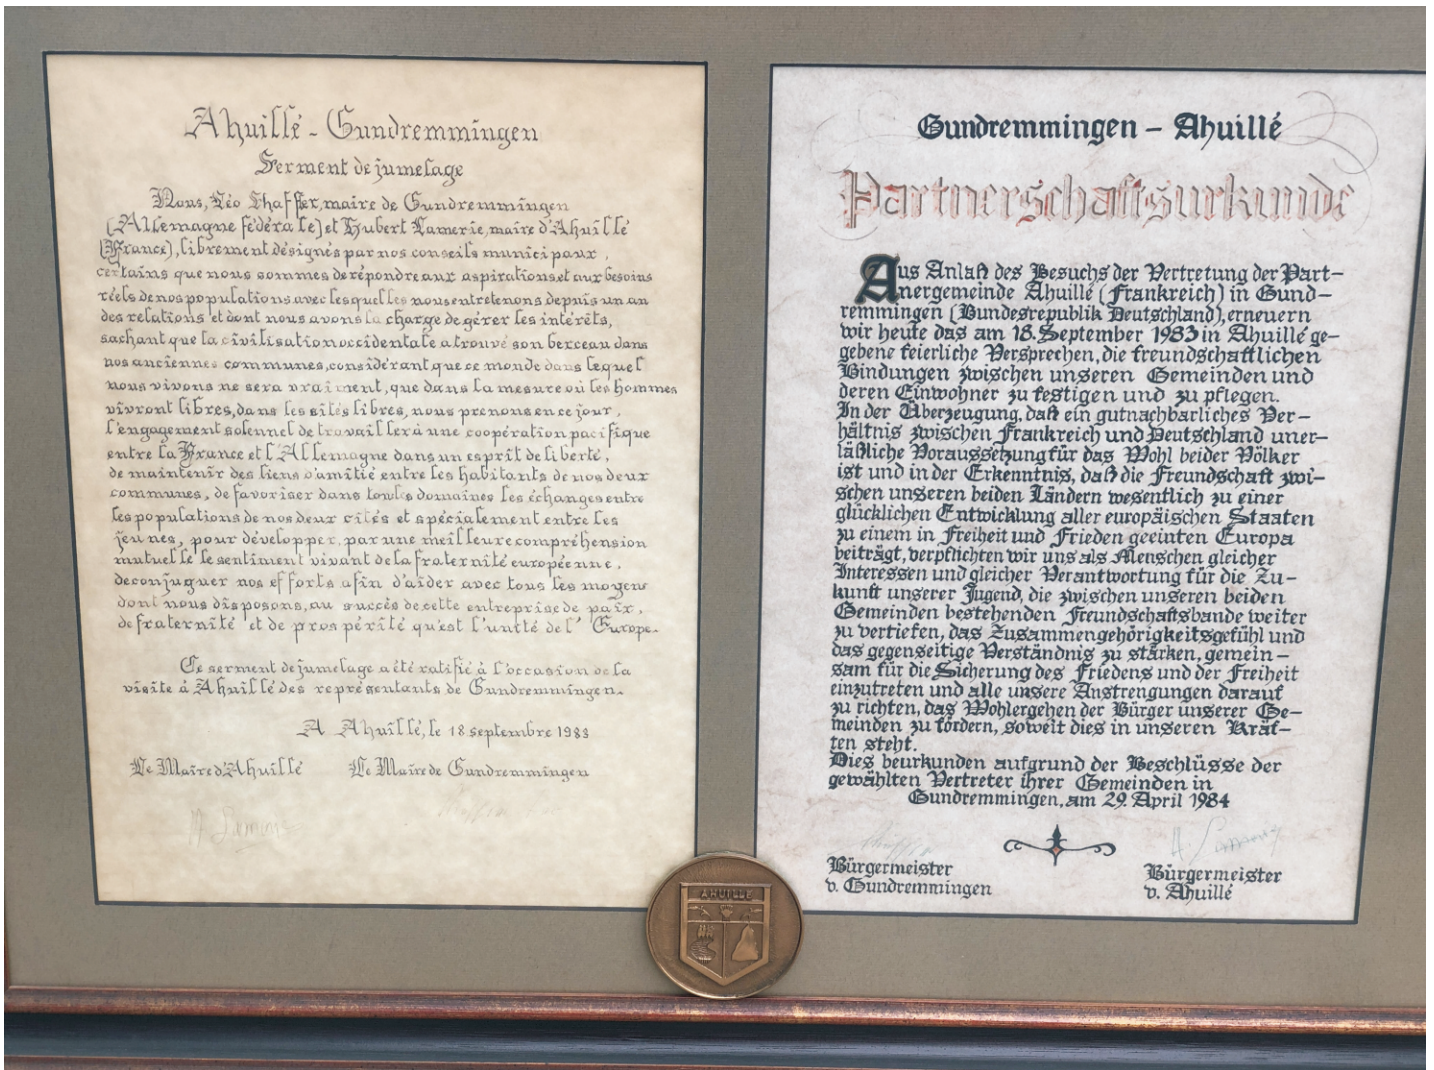 Ahuillé - Gundremmingen
Serment de jumelage
Nous, Léo Shaffer, maire de Gundremmingen
(Allemagne fédérale) et Hubert Lamerie, maire d'Ahuillé
(France), librement désignés par nos conseils municipaux,
certains que nous sommes de répondre aux aspirations et aux besoins
réels de nos populations avec lesquelles nous entretenons depuis un an
des relations et dont nous avons la charge de gérer les intérêts,
sachant que la civilisation occidentale a trouvé son berceau dans
nos anciennes communes, considérant que ce monde dans lequel
nous vivons ne sera vraiment, que dans la mesure où les hommes
vivront libres, dans les sités libres, nous prenons en ce jour,
l'engagement solennel de travailler à une coopération pacifique
entre la France et l'Allemagne dans un esprit de liberté,
de maintenir des liens d'amitié entre les habitants de nos deux
communes, de favoriser dans touts domaines les échanges entre
les populations de nos deux cités et spécialement entre les
jeunes, pour développer, par une meilleure compréhension
mutuelle le sentiment vivant de la fraternité européenne,
de conjuguer nos efforts afin d'aider avec tous les moyens
dont nous disposons, au succès de cette entreprise de paix,
de fraternité et de prospérité qu'est l'unité de l' Europe.
Ce serment de jumelage a été ratifié à l'occasion de la
visite à Ahuillé des représentants de Gundremmingen.
A Ahuillé, le 18 septembre 1983
Le Maire d'Ahuillé Le Maire de Gundremmingen
Gundremmingen – Ahuillé
Partnerschaftsurkunde
Aus Anlaß des Besuchs der Vertretung der Part-
nergemeinde Ahuillé (Frankreich) in Gund-
remmingen (Bundesrepublik Deutschland), erneuern
wir heute das am 18. September 1983 in Ahuillé ge-
gebene feierliche Versprechen, die freundschaftlichen
Bindungen zwischen unseren Gemeinden und
deren Einwohner zu festigen und zu pflegen.
In der Überzeugung, daß ein gutnachbarliches Ver-
hältnis zwischen Frankreich und Deutschland uner-
läßliche Voraussetzung für das Wohl beider Völker
ist und in der Erkenntnis, daß die Freundschaft zwi-
schen unseren beiden Ländern wesentlich zu einer
glücklichen Entwicklung aller europäischen Staaten
zu einem in Freiheit und Frieden geeinten Europa
beiträgt, verpflichten wir uns als Menschen gleicher
Interessen und gleicher Verantwortung für die Zu-
kunft unserer Jugend, die zwischen unseren beiden
Gemeinden bestehenden Freundschaftsbande weiter
zu vertiefen, das Zusammengehörigkeitsgefühl und
das gegenseitige Verständnis zu stärken, gemein-
sam für die Sicherung des Friedens und der Freiheit
einzutreten und alle unsere Anstrengungen darauf
zu richten, das Wohlergehen der Bürger unserer Ge-
meinden zu fördern, soweit dies in unseren Kräf-
ten steht.
Dies beurkunden aufgrund der Beschlüsse der
gewählten Vertreter ihrer Gemeinden in
Gundremmingen, am 29. April 1984
Bürgermeister
v. Gundremmingen
Bürgermeister
v. Ahuillé
AHUILLÉ